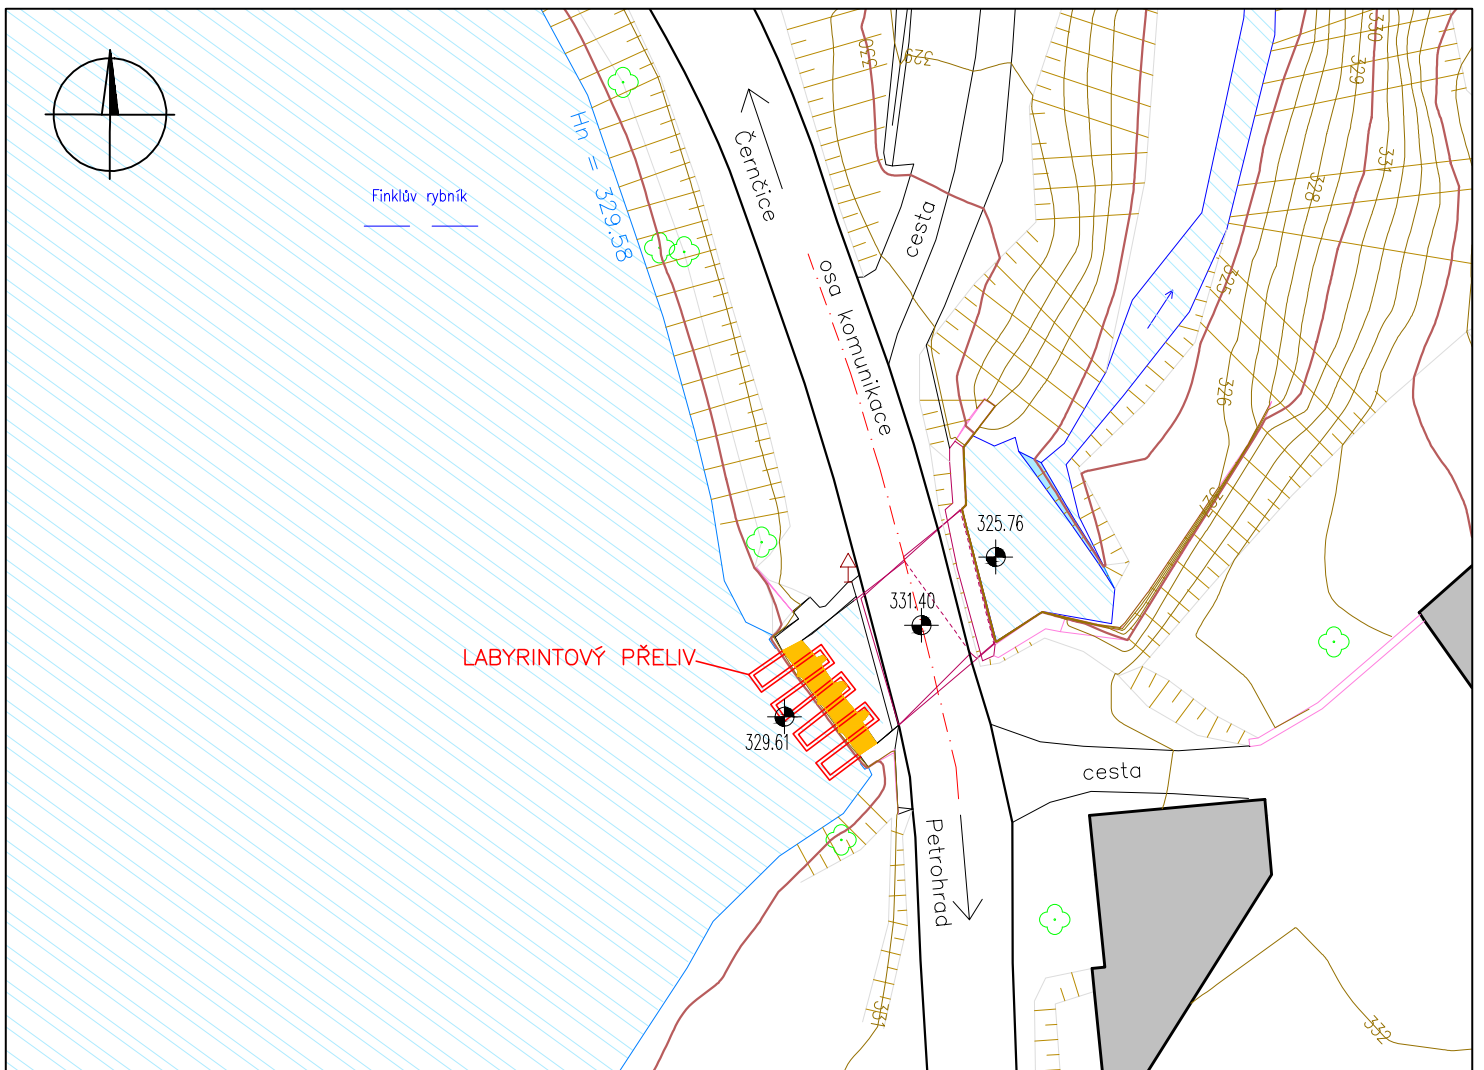 330
329
330
329
Hn = 329.58
Černčice
Finklův rybník
cesta
331
328
osa komunikace
325
326
327
325.76
331.40
LABYRINTOVÝ PŘELIV
329.61
cesta
Petrohrad
331
332